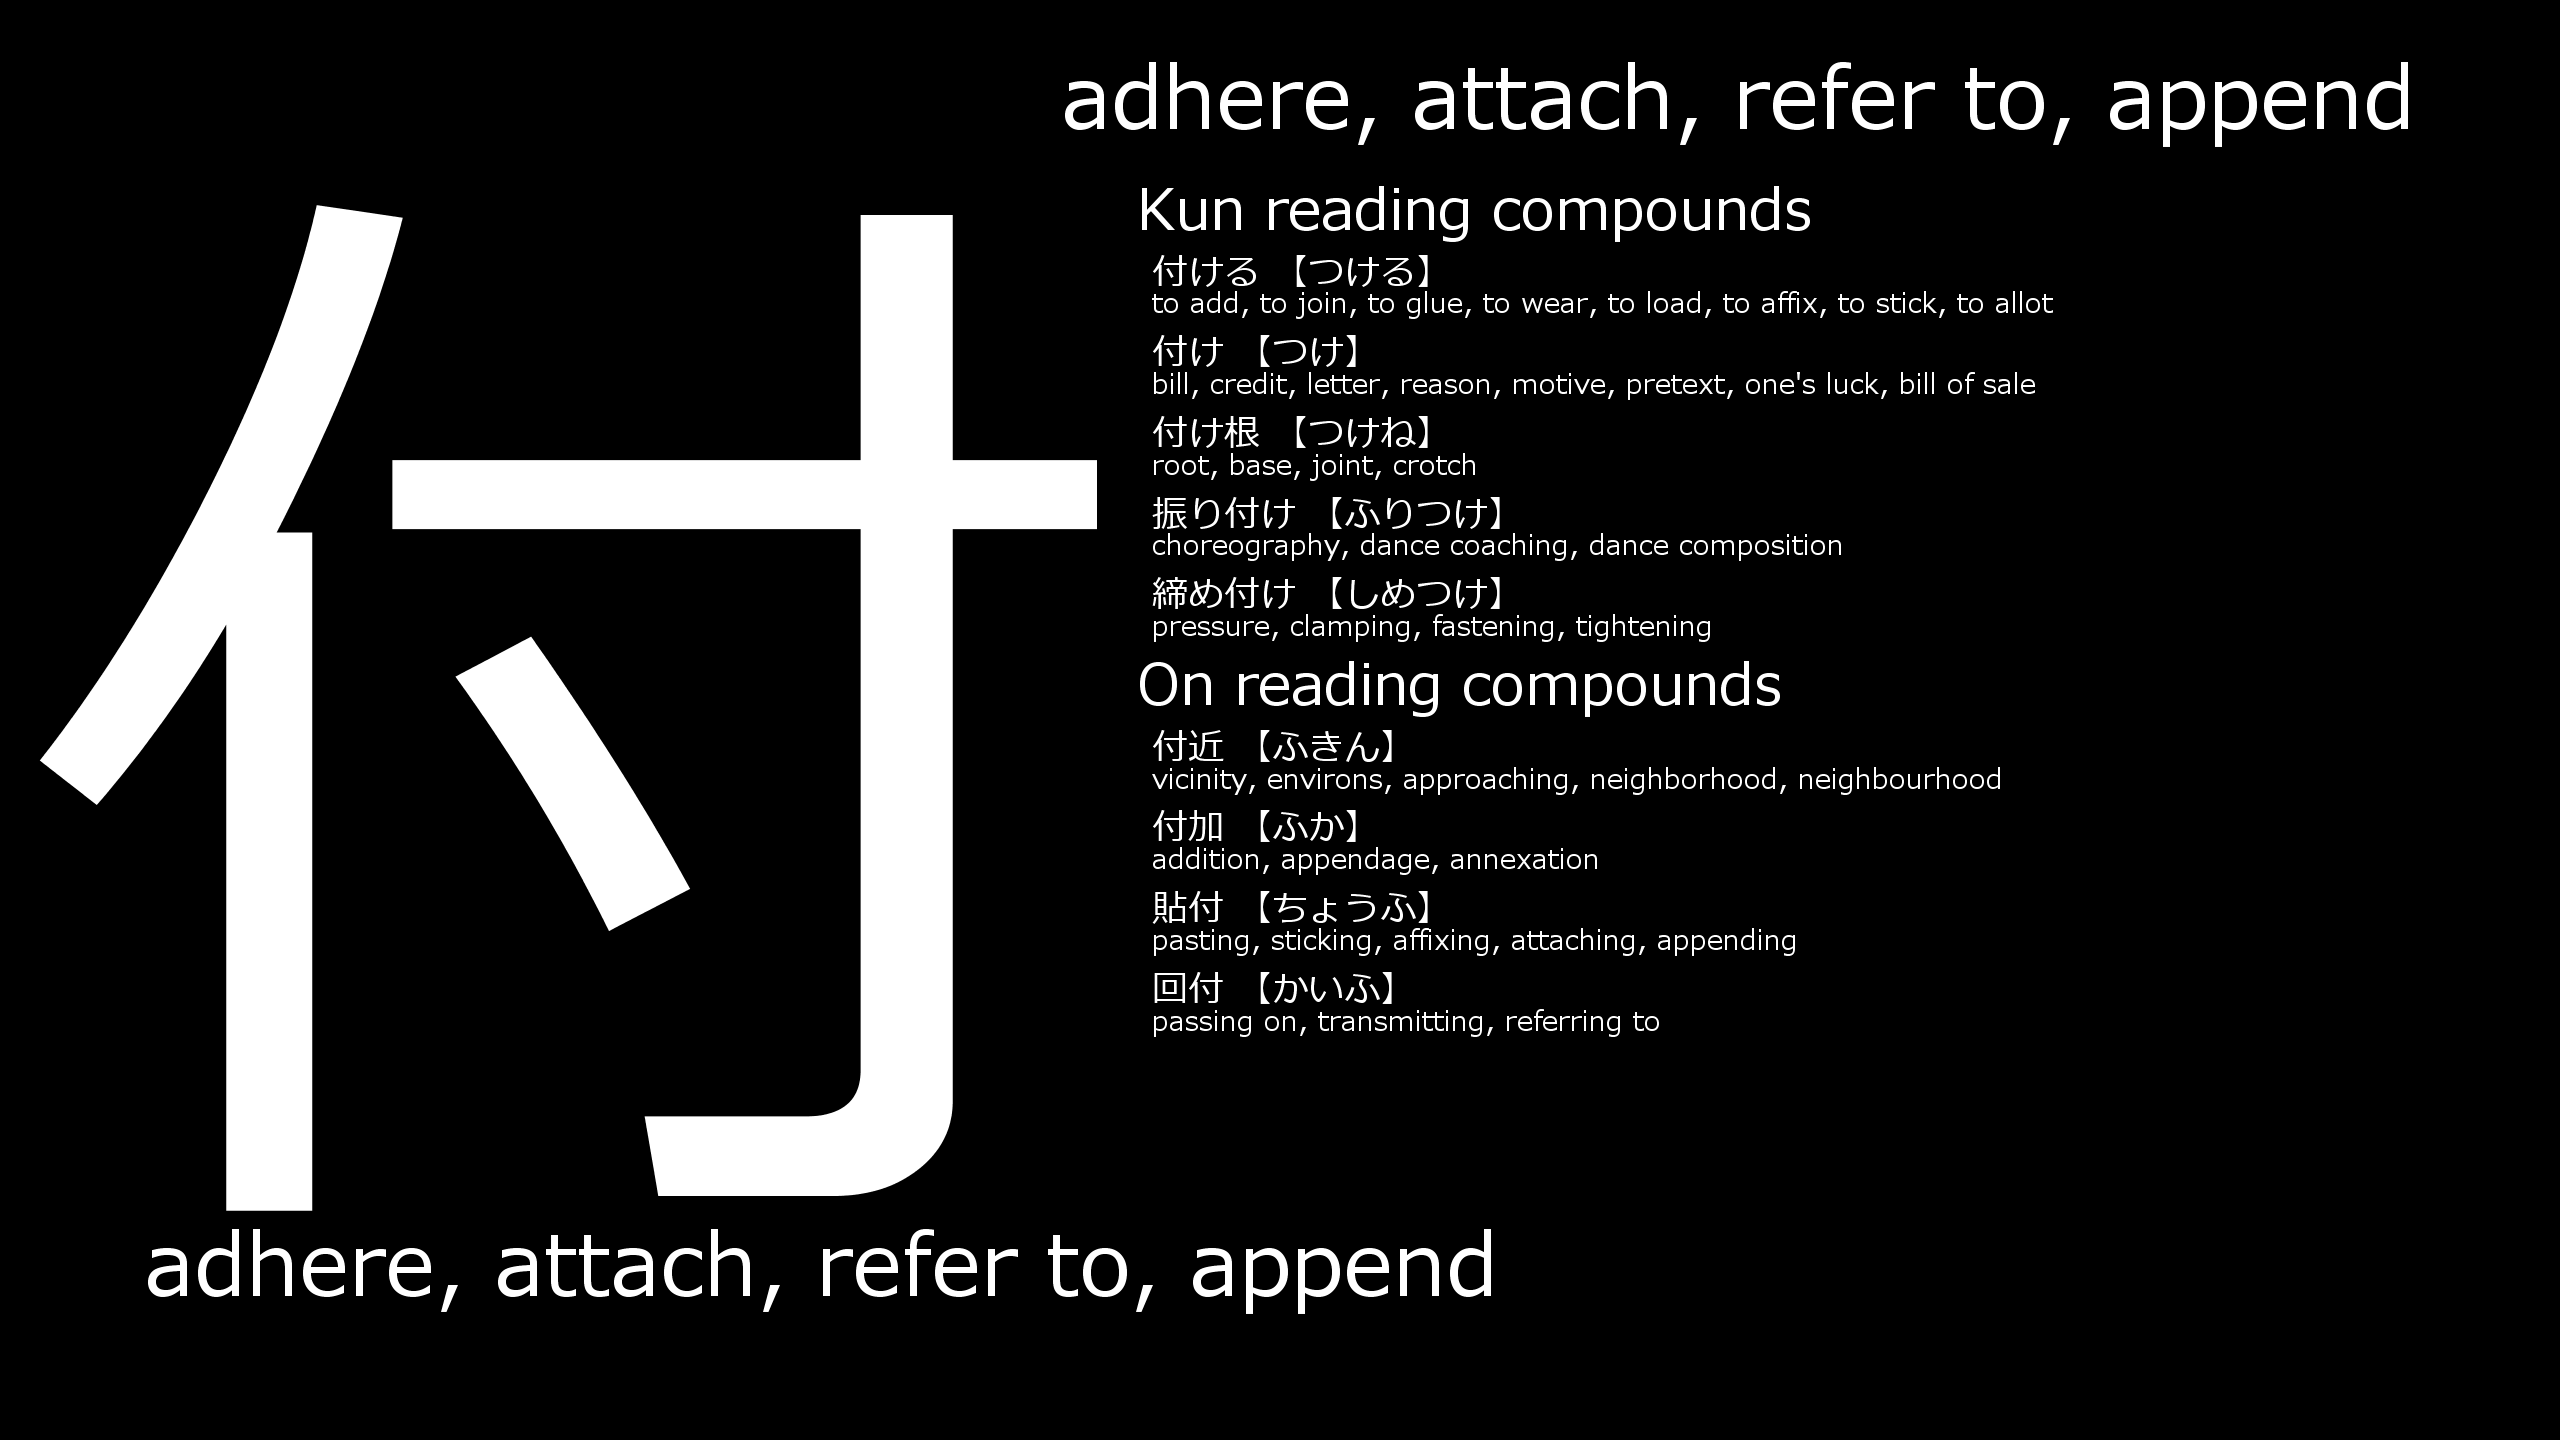 adhere, attach, refer to, append
付
Kun reading compounds
付ける 【つける】
to add, to join, to glue, to wear, to load, to affix, to stick, to allot
付け 【つけ】
bill, credit, letter, reason, motive, pretext, one's luck, bill of sale
付け根 【つけね】
root, base, joint, crotch
振り付け 【ふりつけ】
choreography, dance coaching, dance composition
締め付け 【しめつけ】
pressure, clamping, fastening, tightening
On reading compounds
付近 【ふきん】
vicinity, environs, approaching, neighborhood, neighbourhood
付加 【ふか】
addition, appendage, annexation
貼付 【ちょうふ】
pasting, sticking, affixing, attaching, appending
回付 【かいふ】
passing on, transmitting, referring to
adhere, attach, refer to, append